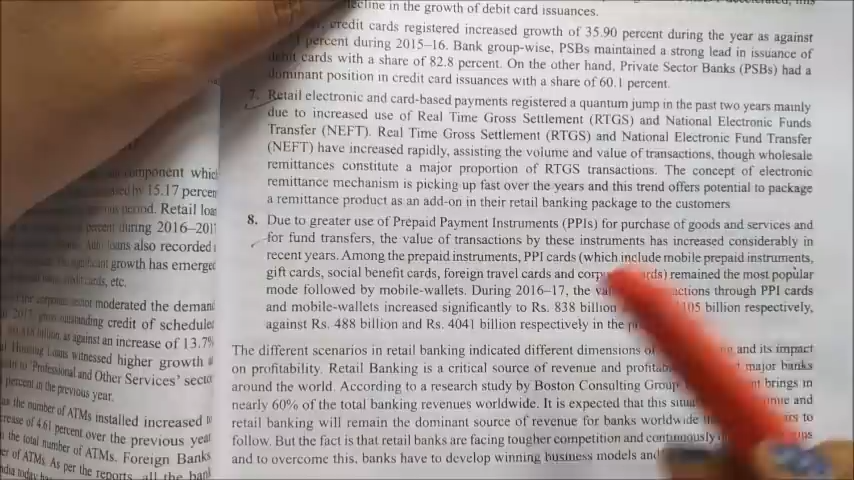 component which
by 15.17 percen
period. Retail loa
percent during 2016–2017
loans also recorded
significant growth has emerged
cards, etc.
the corporate sector moderated the demand
outstanding credit of schedule
as against an increase of 13.7%
Housing Loans witnessed higher growth
to 'Professional and Other Services' secto
percent in the previous year.
the number of ATMs installed increased
of 4.61 percent over the previous year
the total number of ATMs. Foreign Banks
of ATMs. As per the reports, all the bank
in the growth of debit card issuances.
credit cards registered increased growth of 35.90 percent during the year as against
percent during 2015–16. Bank group-wise, PSBs maintained a strong lead in issuance of
debit cards with a share of 82.8 percent. On the other hand, Private Sector Banks (PSBs) had a
dominant position in credit card issuances with a share of 60.1 percent.
7. Retail electronic and card-based payments registered a quantum jump in the past two years mainly
due to increased use of Real Time Gross Settlement (RTGS) and National Electronic Funds
Transfer (NEFT). Real Time Gross Settlement (RTGS) and National Electronic Fund Transfer
(NEFT) have increased rapidly, assisting the volume and value of transactions, though wholesale
remittances constitute a major proportion of RTGS transactions. The concept of electronic
remittance mechanism is picking up fast over the years and this trend offers potential to package
a remittance product as an add-on in their retail banking package to the customers
8. Due to greater use of Prepaid Payment Instruments (PPIs) for purchase of goods and services and
for fund transfers, the value of transactions by these instruments has increased considerably in
recent years. Among the prepaid instruments, PPI cards (which include mobile prepaid instruments,
gift cards, social benefit cards, foreign travel cards and corp rds) remained the most popular
mode followed by mobile-wallets. During 2016–17, the va actions through PPI cards
and mobile-wallets increased significantly to Rs. 838 billion 105 billion respectively,
against Rs. 488 billion and Rs. 4041 billion respectively in the p
The different scenarios in retail banking indicated different dimensions o and its impact
on profitability. Retail Banking is a critical source of revenue and profitab major banks
around the world. According to a research study by Boston Consulting Group t brings in
nearly 60% of the total banking revenues worldwide. It is expected that this situ and
retail banking will remain the dominant source of revenue for banks worldwide rs to
follow. But the fact is that retail banks are facing tougher competition and continuously
and to overcome this, banks have to develop winning business models and